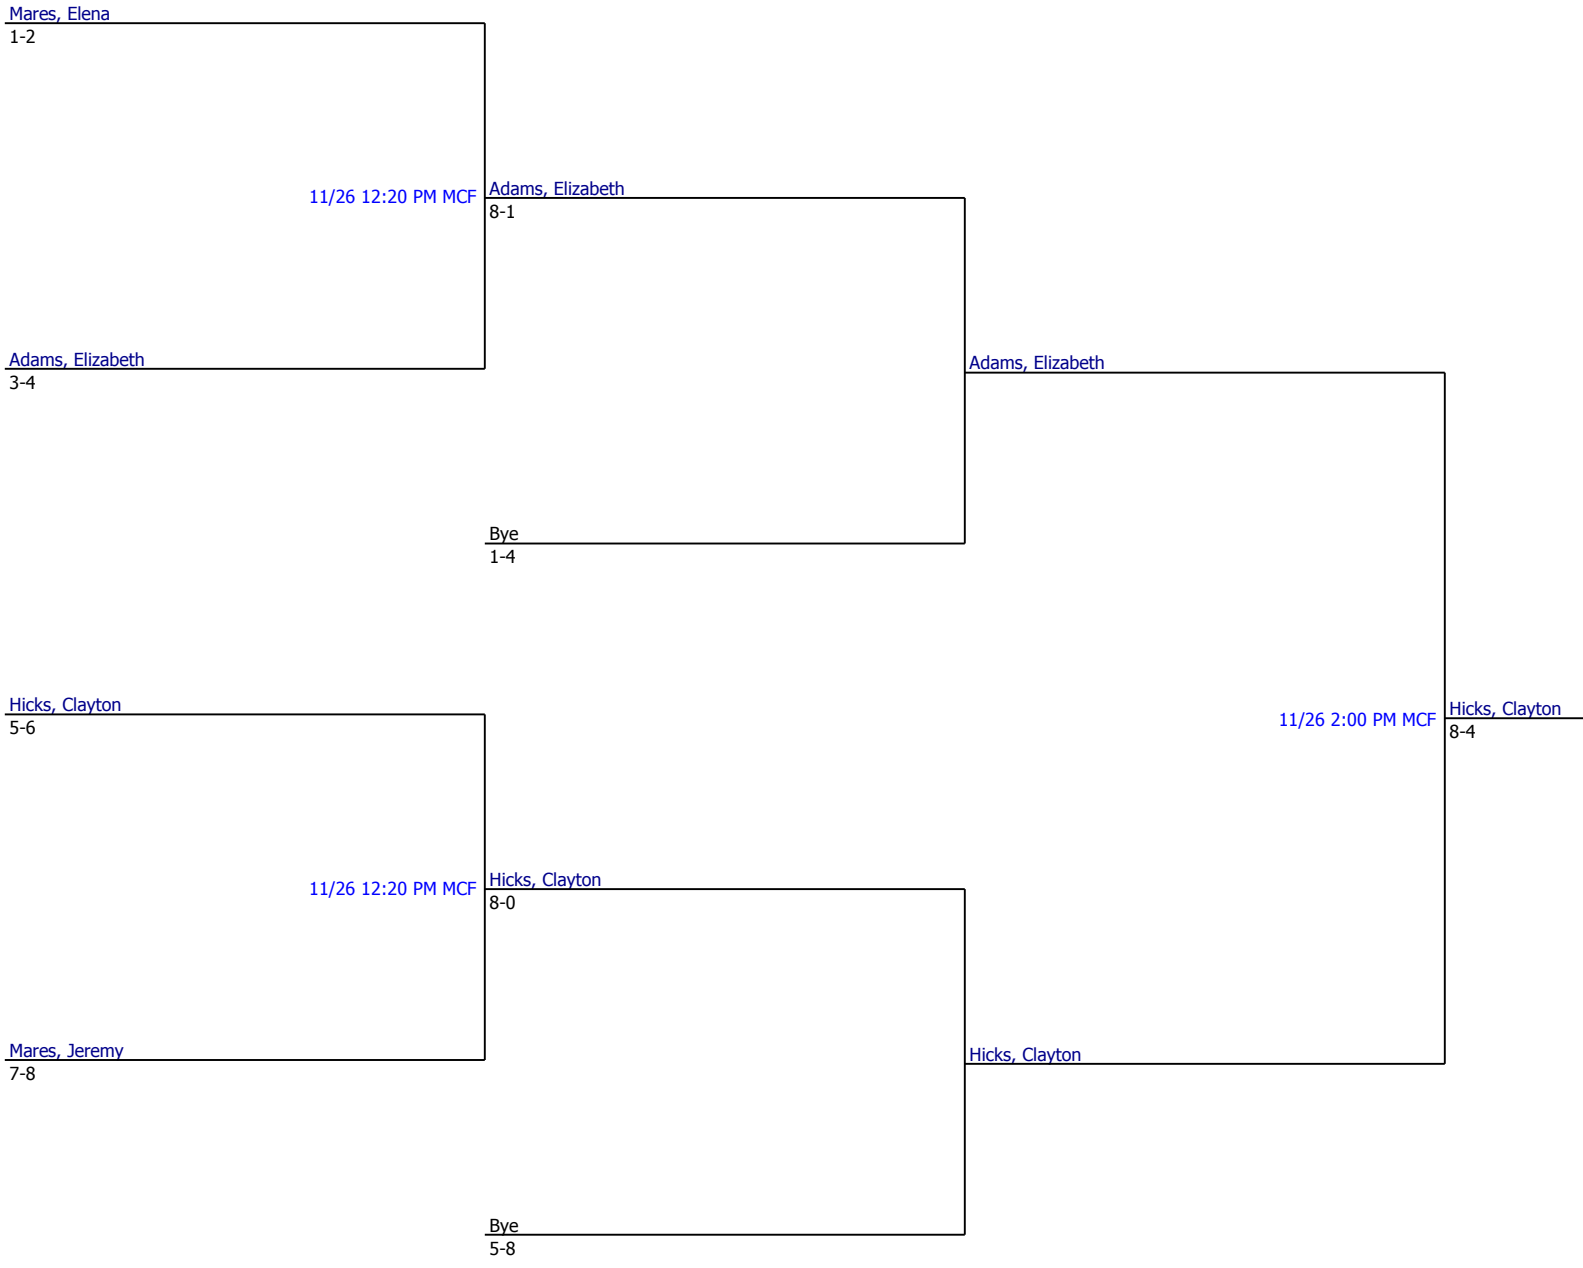 Mares, Elena
1-2
11/26 12:20 PM MCF
Adams, Elizabeth
8-1
Adams, Elizabeth
3-4
Adams, Elizabeth
Bye
1-4
Hicks, Clayton
5-6
11/26 2:00 PM MCF
Hicks, Clayton
8-4
11/26 12:20 PM MCF
Hicks, Clayton
8-0
Mares, Jeremy
7-8
Hicks, Clayton
Bye
5-8